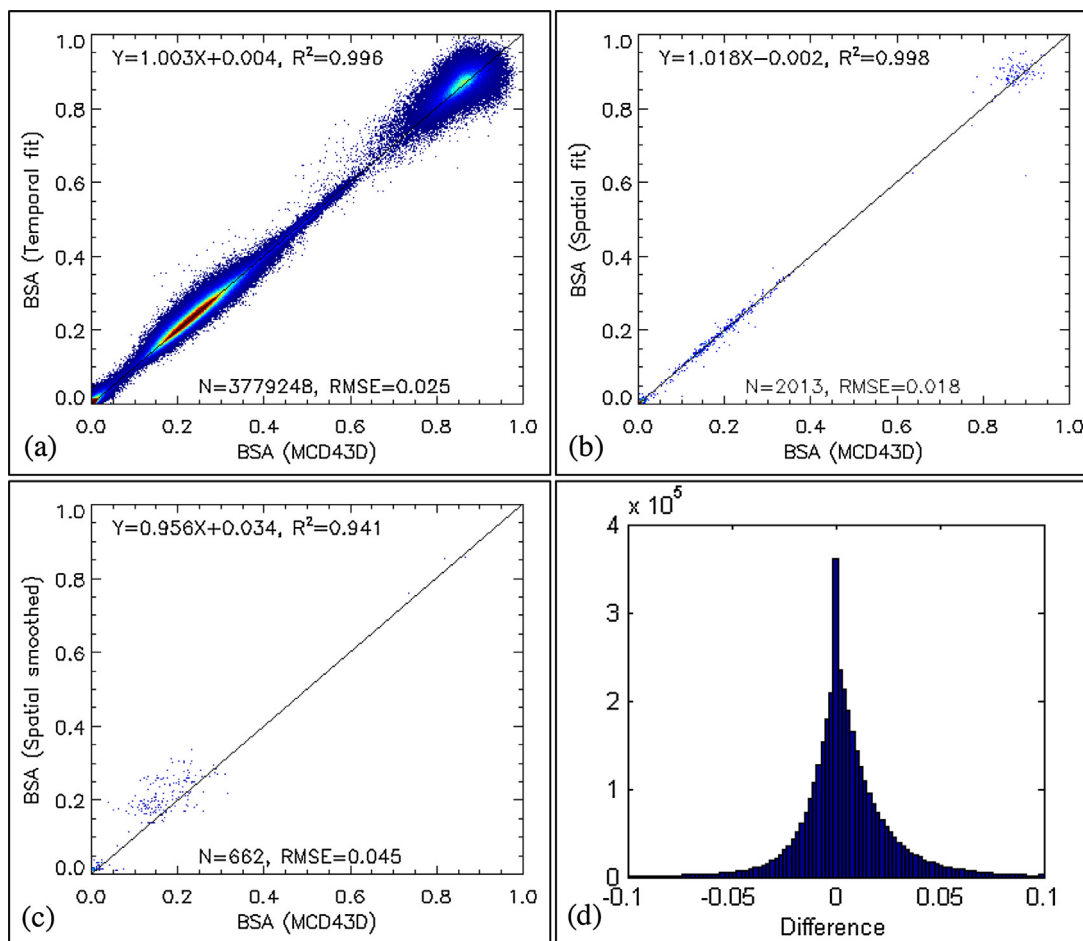 Y=1.003X+0.004, R²=0.996
1.0
0.8
0.6
0.4
0.2
0.0
BSA (Temporal fit)
N=3779248, RMSE=0.025
0.0 0.2 0.4 0.6 0.8 1.0
BSA (MCD43D)
(a)
Y=1.018X−0.002, R²=0.998
1.0
0.8
0.6
0.4
0.2
0.0
BSA (Spatial fit)
N=2013, RMSE=0.018
0.0 0.2 0.4 0.6 0.8 1.0
BSA (MCD43D)
(b)
Y=0.956X+0.034, R²=0.941
1.0
0.8
0.6
0.4
0.2
0.0
BSA (Spatial smoothed)
N=662, RMSE=0.045
0.0 0.2 0.4 0.6 0.8 1.0
BSA (MCD43D)
(c)
x 10⁵
4
3
2
1
0
-0.1 -0.05 0 0.05 0.1
Difference
(d)